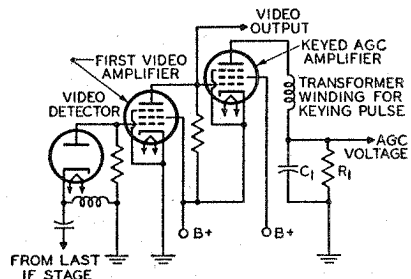 VIDEO
OUTPUT
KEYED AGC
AMPLIFIER
FIRST VIDEO
AMPLIFIER
VIDEO
DETECTOR
TRANSFORMER
WINDING FOR
KEYING PULSE
AGC
VOLTAGE
C1
R1
B+
B+
FROM LAST
IF STAGE